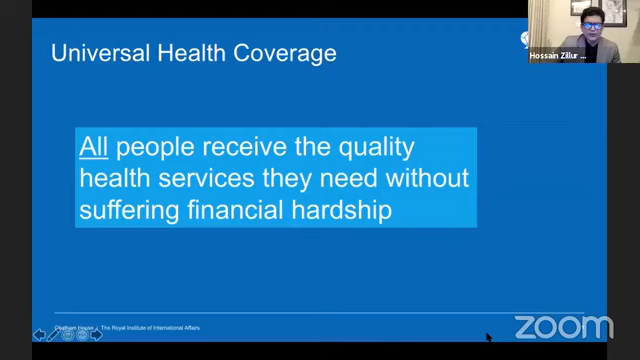 Universal Health Coverage
Hossain Zillur ...
All people receive the quality
health services they need without
suffering financial hardship
Chatham House | The Royal Institute of International Affairs
zoom